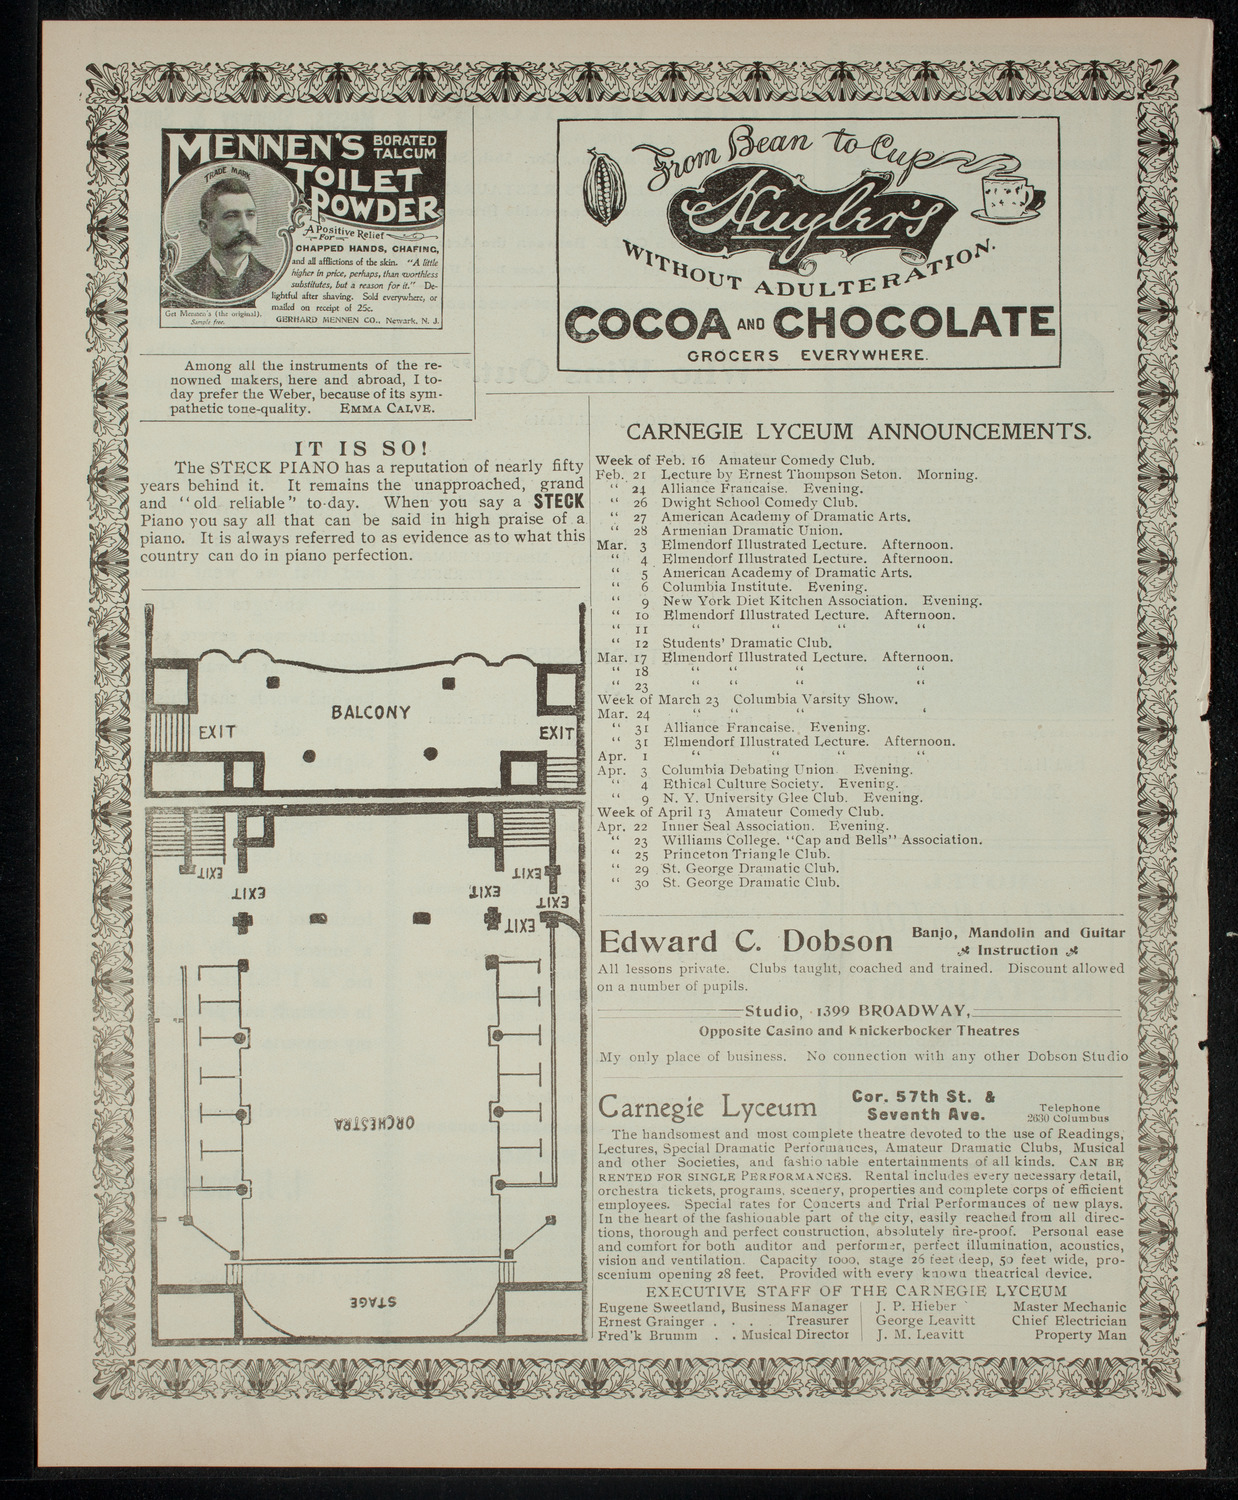 MENNEN'S BORATED TALCUM
TOILET
POWDER
TRADE MARK
A Positive Relief
For
CHAPPED HANDS, CHAFING,
and all afflictions of the skin. "A little
higher in price, perhaps, than worthless
substitutes, but a reason for it." De-
lightful after shaving. Sold everywhere, or
mailed on receipt of 25c.
Get Mennen's (the original).
Sample free.
GERHARD MENNEN CO., Newark, N. J.
From Bean to Cup
Huyler's
WITHOUT ADULTERATION.
COCOA AND CHOCOLATE
GROCERS EVERYWHERE.
Among all the instruments of the re-
nowned makers, here and abroad, I to-
day prefer the Weber, because of its sym-
pathetic tone-quality. EMMA CALVE.
IT IS SO!
The STECK PIANO has a reputation of nearly fifty
years behind it. It remains the unapproached, grand
and "old reliable" to-day. When you say a STECK
Piano you say all that can be said in high praise of a
piano. It is always referred to as evidence as to what this
country can do in piano perfection.
BALCONY
EXIT
EXIT
EXIT
EXIT
EXIT
EXIT
EXIT
EXIT
ORCHESTRA
STAGE
CARNEGIE LYCEUM ANNOUNCEMENTS.
Week of Feb. 16 Amateur Comedy Club.
Feb. 21 Lecture by Ernest Thompson Seton. Morning.
" 24 Alliance Francaise. Evening.
" 26 Dwight School Comedy Club.
" 27 American Academy of Dramatic Arts.
" 28 Armenian Dramatic Union.
Mar. 3 Elmendorf Illustrated Lecture. Afternoon.
" 4 Elmendorf Illustrated Lecture. Afternoon.
" 5 American Academy of Dramatic Arts.
" 6 Columbia Institute. Evening.
" 9 New York Diet Kitchen Association. Evening.
" 10 Elmendorf Illustrated Lecture. Afternoon.
" 11 " " " "
" 12 Students' Dramatic Club.
Mar. 17 Elmendorf Illustrated Lecture. Afternoon.
" 18 " " " "
" 23 " " " "
Week of March 23 Columbia Varsity Show.
Mar. 24 " " " "
" 31 Alliance Francaise. Evening.
" 31 Elmendorf Illustrated Lecture. Afternoon.
Apr. 1 " " " "
Apr. 3 Columbia Debating Union Evening.
" 4 Ethical Culture Society. Evening.
" 9 N. Y. University Glee Club. Evening.
Week of April 13 Amateur Comedy Club.
Apr. 22 Inner Seal Association. Evening.
" 23 Williams College. "Cap and Bells" Association.
" 25 Princeton Triangle Club.
" 29 St. George Dramatic Club.
" 30 St. George Dramatic Club.
Edward C. Dobson Banjo, Mandolin and Guitar
Instruction
All lessons private. Clubs taught, coached and trained. Discount allowed
on a number of pupils.
Studio, 1399 BROADWAY,
Opposite Casino and Knickerbocker Theatres
My only place of business. No connection with any other Dobson Studio
Carnegie Lyceum Cor. 57th St. &
Seventh Ave.
Telephone
2630 Columbus
The handsomest and most complete theatre devoted to the use of Readings,
Lectures, Special Dramatic Performances, Amateur Dramatic Clubs, Musical
and other Societies, and fashionable entertainments of all kinds. CAN BE
RENTED FOR SINGLE PERFORMANCES. Rental includes every necessary detail,
orchestra tickets, programs, scenery, properties and complete corps of efficient
employees. Special rates for Concerts and Trial Performances of new plays.
In the heart of the fashionable part of the city, easily reached from all direc-
tions, thorough and perfect construction, absolutely fire-proof. Personal ease
and comfort for both auditor and performer, perfect illumination, acoustics,
vision and ventilation. Capacity 1000, stage 26 feet deep, 50 feet wide, pro-
scenium opening 28 feet. Provided with every known theatrical device.
EXECUTIVE STAFF OF THE CARNEGIE LYCEUM
Eugene Sweetland, Business Manager J. P. Hieber Master Mechanic
Ernest Grainger . . . . Treasurer George Leavitt Chief Electrician
Fred'k Brumm . . Musical Director J. M. Leavitt Property Man